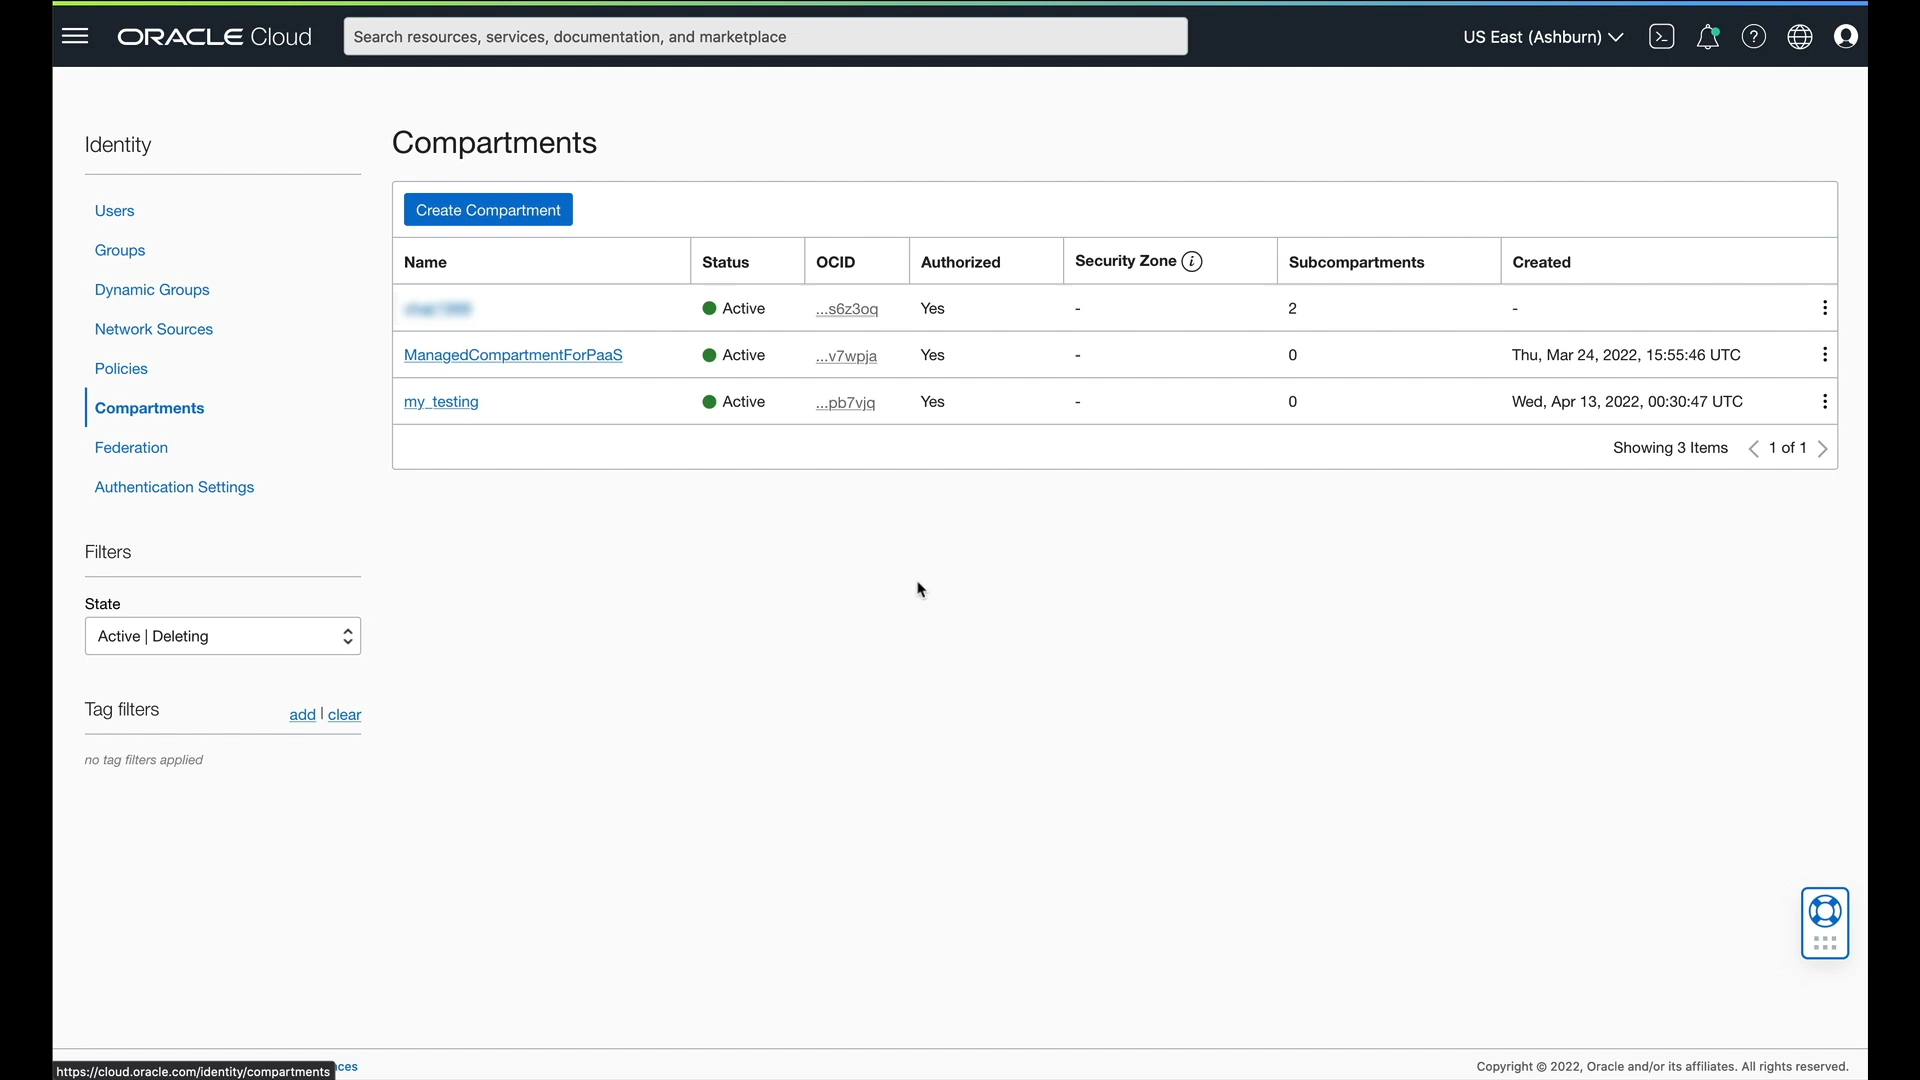 ORACLE Cloud
Search resources, services, documentation, and marketplace
US East (Ashburn)
Identity
Users
Groups
Dynamic Groups
Network Sources
Policies
Compartments
Federation
Authentication Settings
Filters
State
Active | Deleting
Tag filters
add | clear
no tag filters applied
Compartments
Create Compartment
Name Status OCID Authorized Security Zone i Subcompartments Created
Active ...s6z3oq Yes - 2 -
ManagedCompartmentForPaaS Active ...v7wpja Yes - 0 Thu, Mar 24, 2022, 15:55:46 UTC
my_testing Active ...pb7vjq Yes - 0 Wed, Apr 13, 2022, 00:30:47 UTC
Showing 3 Items < 1 of 1 >
https://cloud.oracle.com/identity/compartments
Copyright © 2022, Oracle and/or its affiliates. All rights reserved.